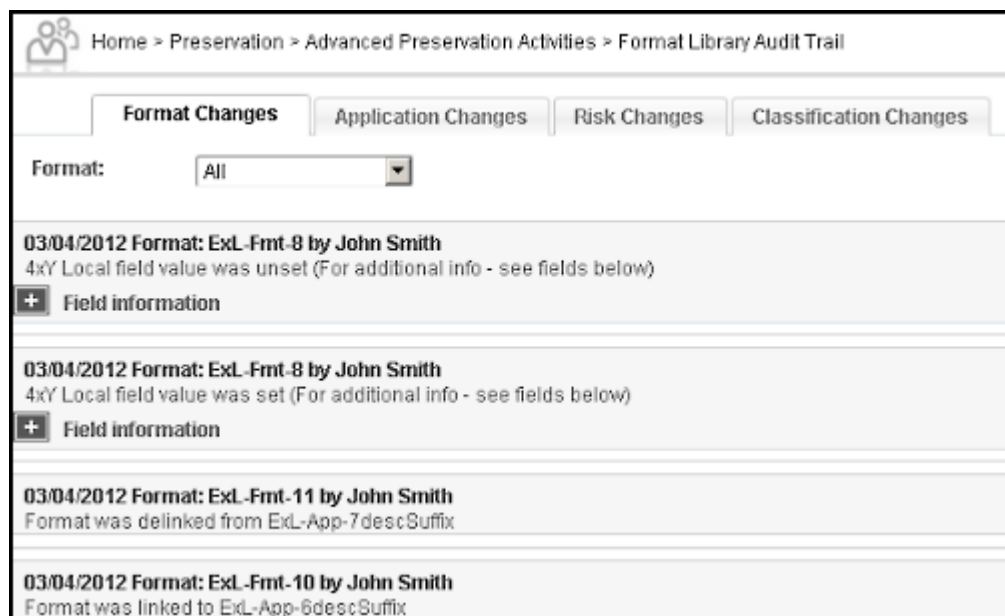 Home > Preservation > Advanced Preservation Activities > Format Library Audit Trail
Format Changes Application Changes Risk Changes Classification Changes
Format: All
03/04/2012 Format: ExL-Fmt-8 by John Smith
4xY Local field value was unset (For additional info - see fields below)
+ Field information
03/04/2012 Format: ExL-Fmt-8 by John Smith
4xY Local field value was set (For additional info - see fields below)
+ Field information
03/04/2012 Format: ExL-Fmt-11 by John Smith
Format was delinked from ExL-App-7descSuffix
03/04/2012 Format: ExL-Fmt-10 by John Smith
Format was linked to ExL-App-6descSuffix